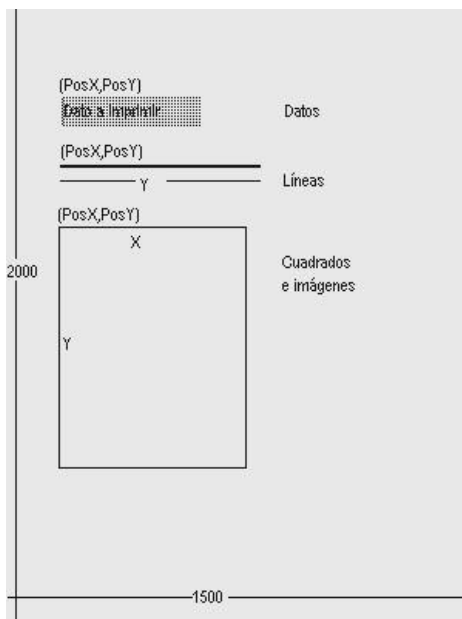 (PosX,PosY)
Dato a Imprimir
Datos
(PosX,PosY)
Y
Líneas
(PosX,PosY)
X
2000
Cuadrados
e imágenes
Y
1500